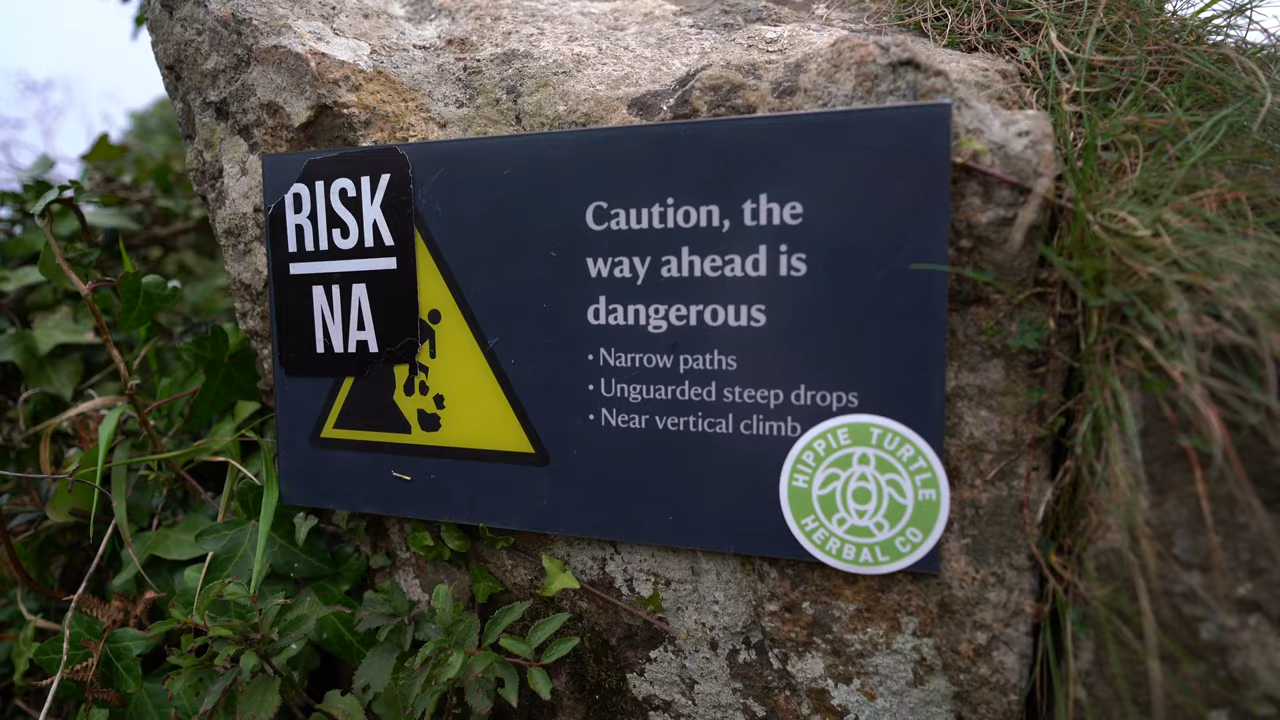 RISK
NA
Caution, the
way ahead is
dangerous
• Narrow paths
• Unguarded steep drops
• Near vertical climb
HIPPIE TURTLE
HERBAL CO